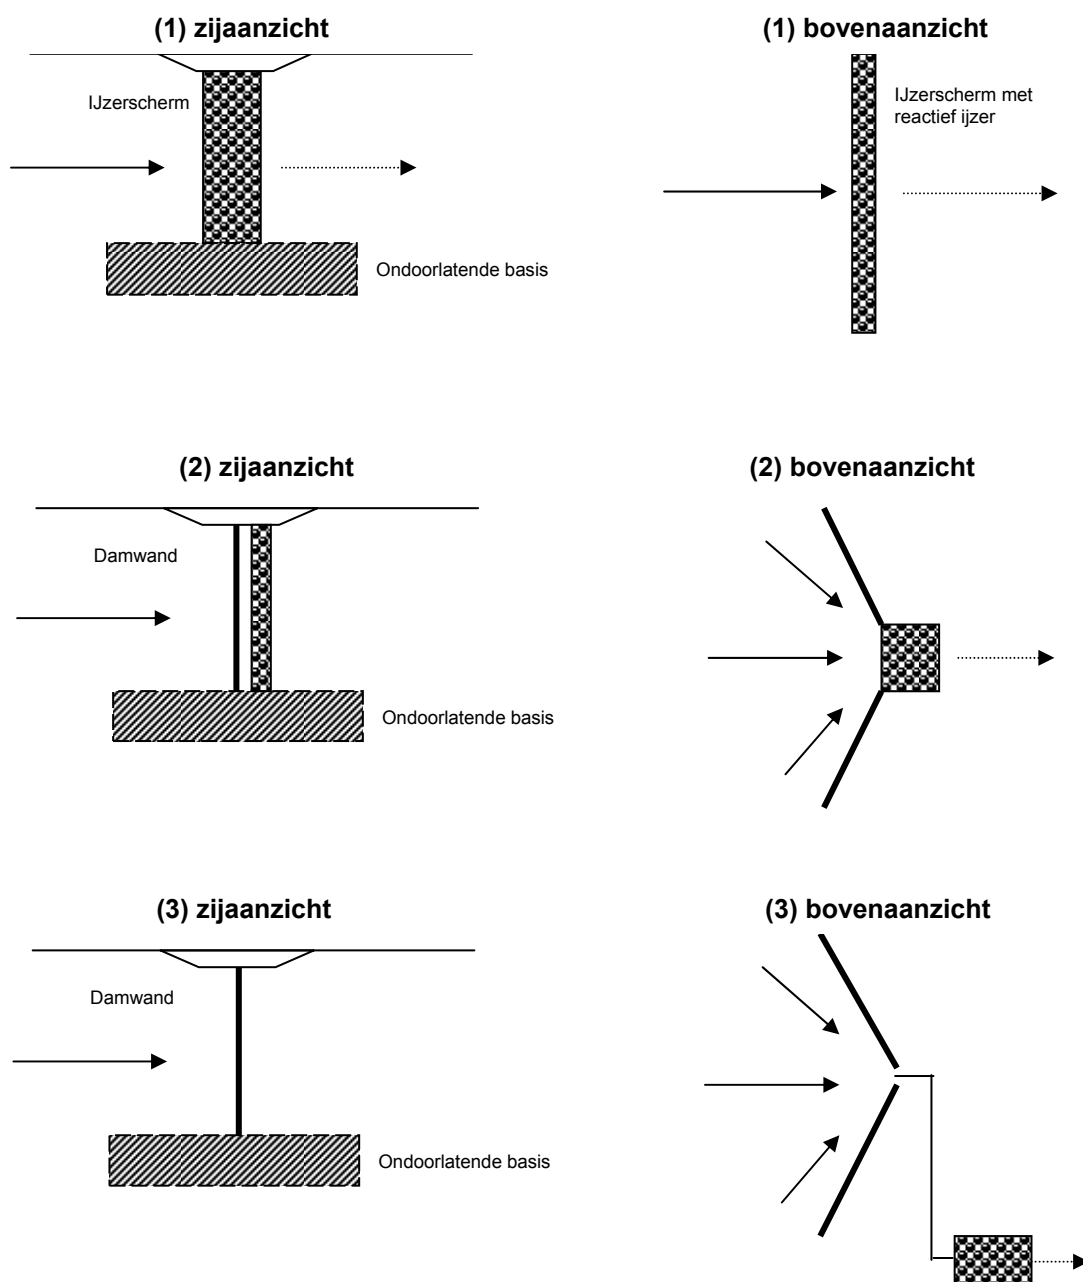 (1) zijaanzicht
(1) bovenaanzicht
IJzerscherm
IJzerscherm met
reactief ijzer
Ondoorlatende basis
(2) zijaanzicht
(2) bovenaanzicht
Damwand
Ondoorlatende basis
(3) zijaanzicht
(3) bovenaanzicht
Damwand
Ondoorlatende basis